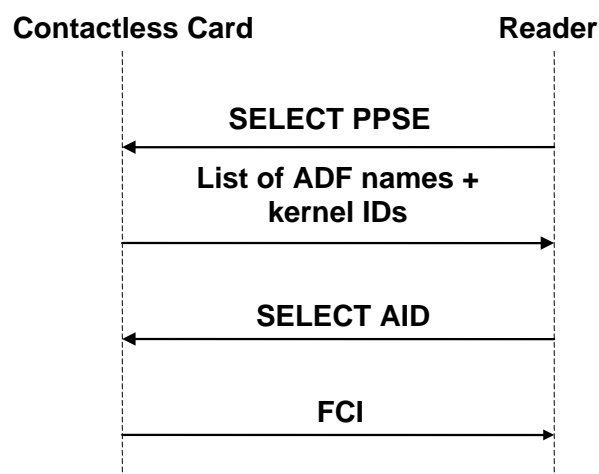 Contactless Card Reader
SELECT PPSE
List of ADF names +
kernel IDs
SELECT AID
FCI